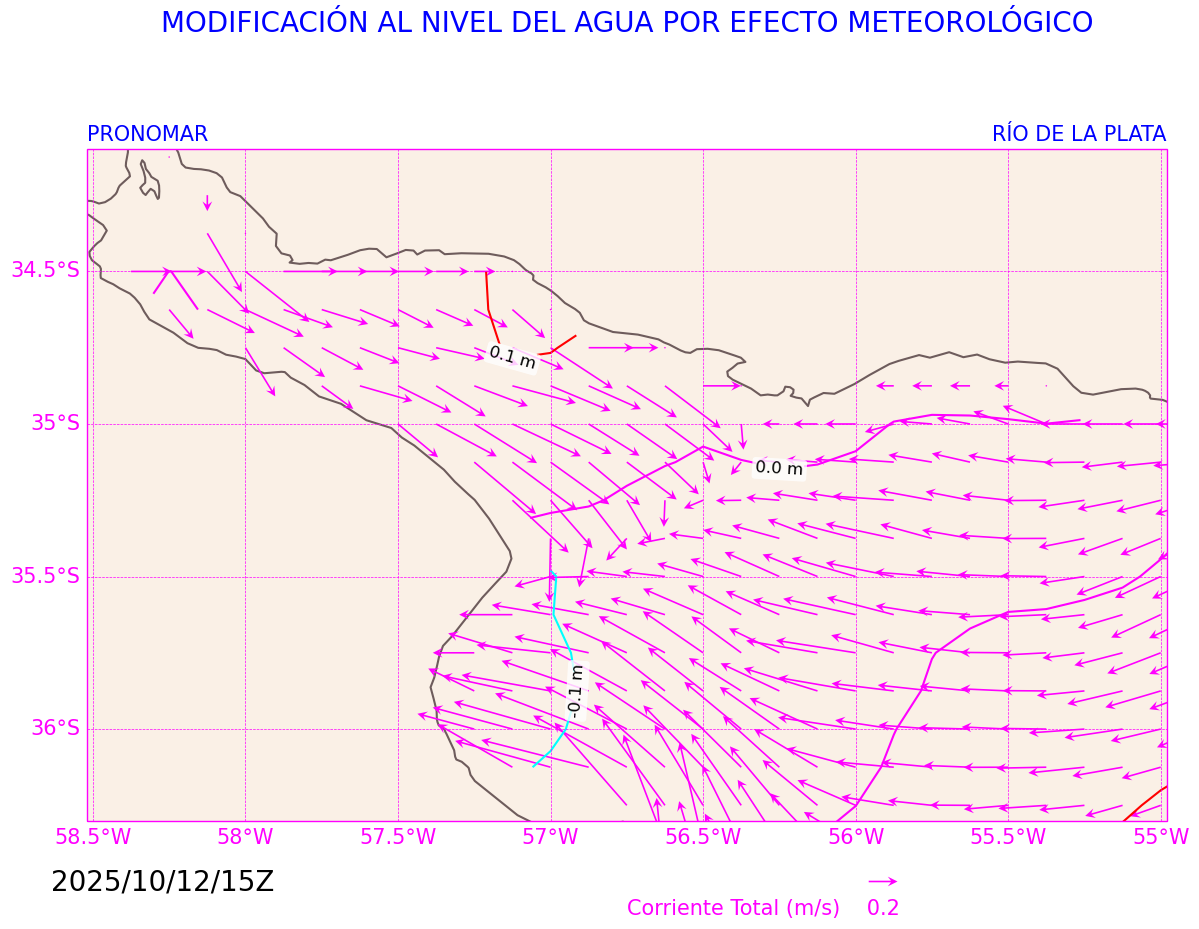 MODIFICACIÓN AL NIVEL DEL AGUA POR EFECTO METEOROLÓGICO
PRONOMAR RÍO DE LA PLATA
34.5°S
0.1 m
35°S
0.0 m
35.5°S
-0.1 m
36°S
58.5°W 58°W 57.5°W 57°W 56.5°W 56°W 55.5°W 55°W
2025/10/12/15Z
Corriente Total (m/s) 0.2